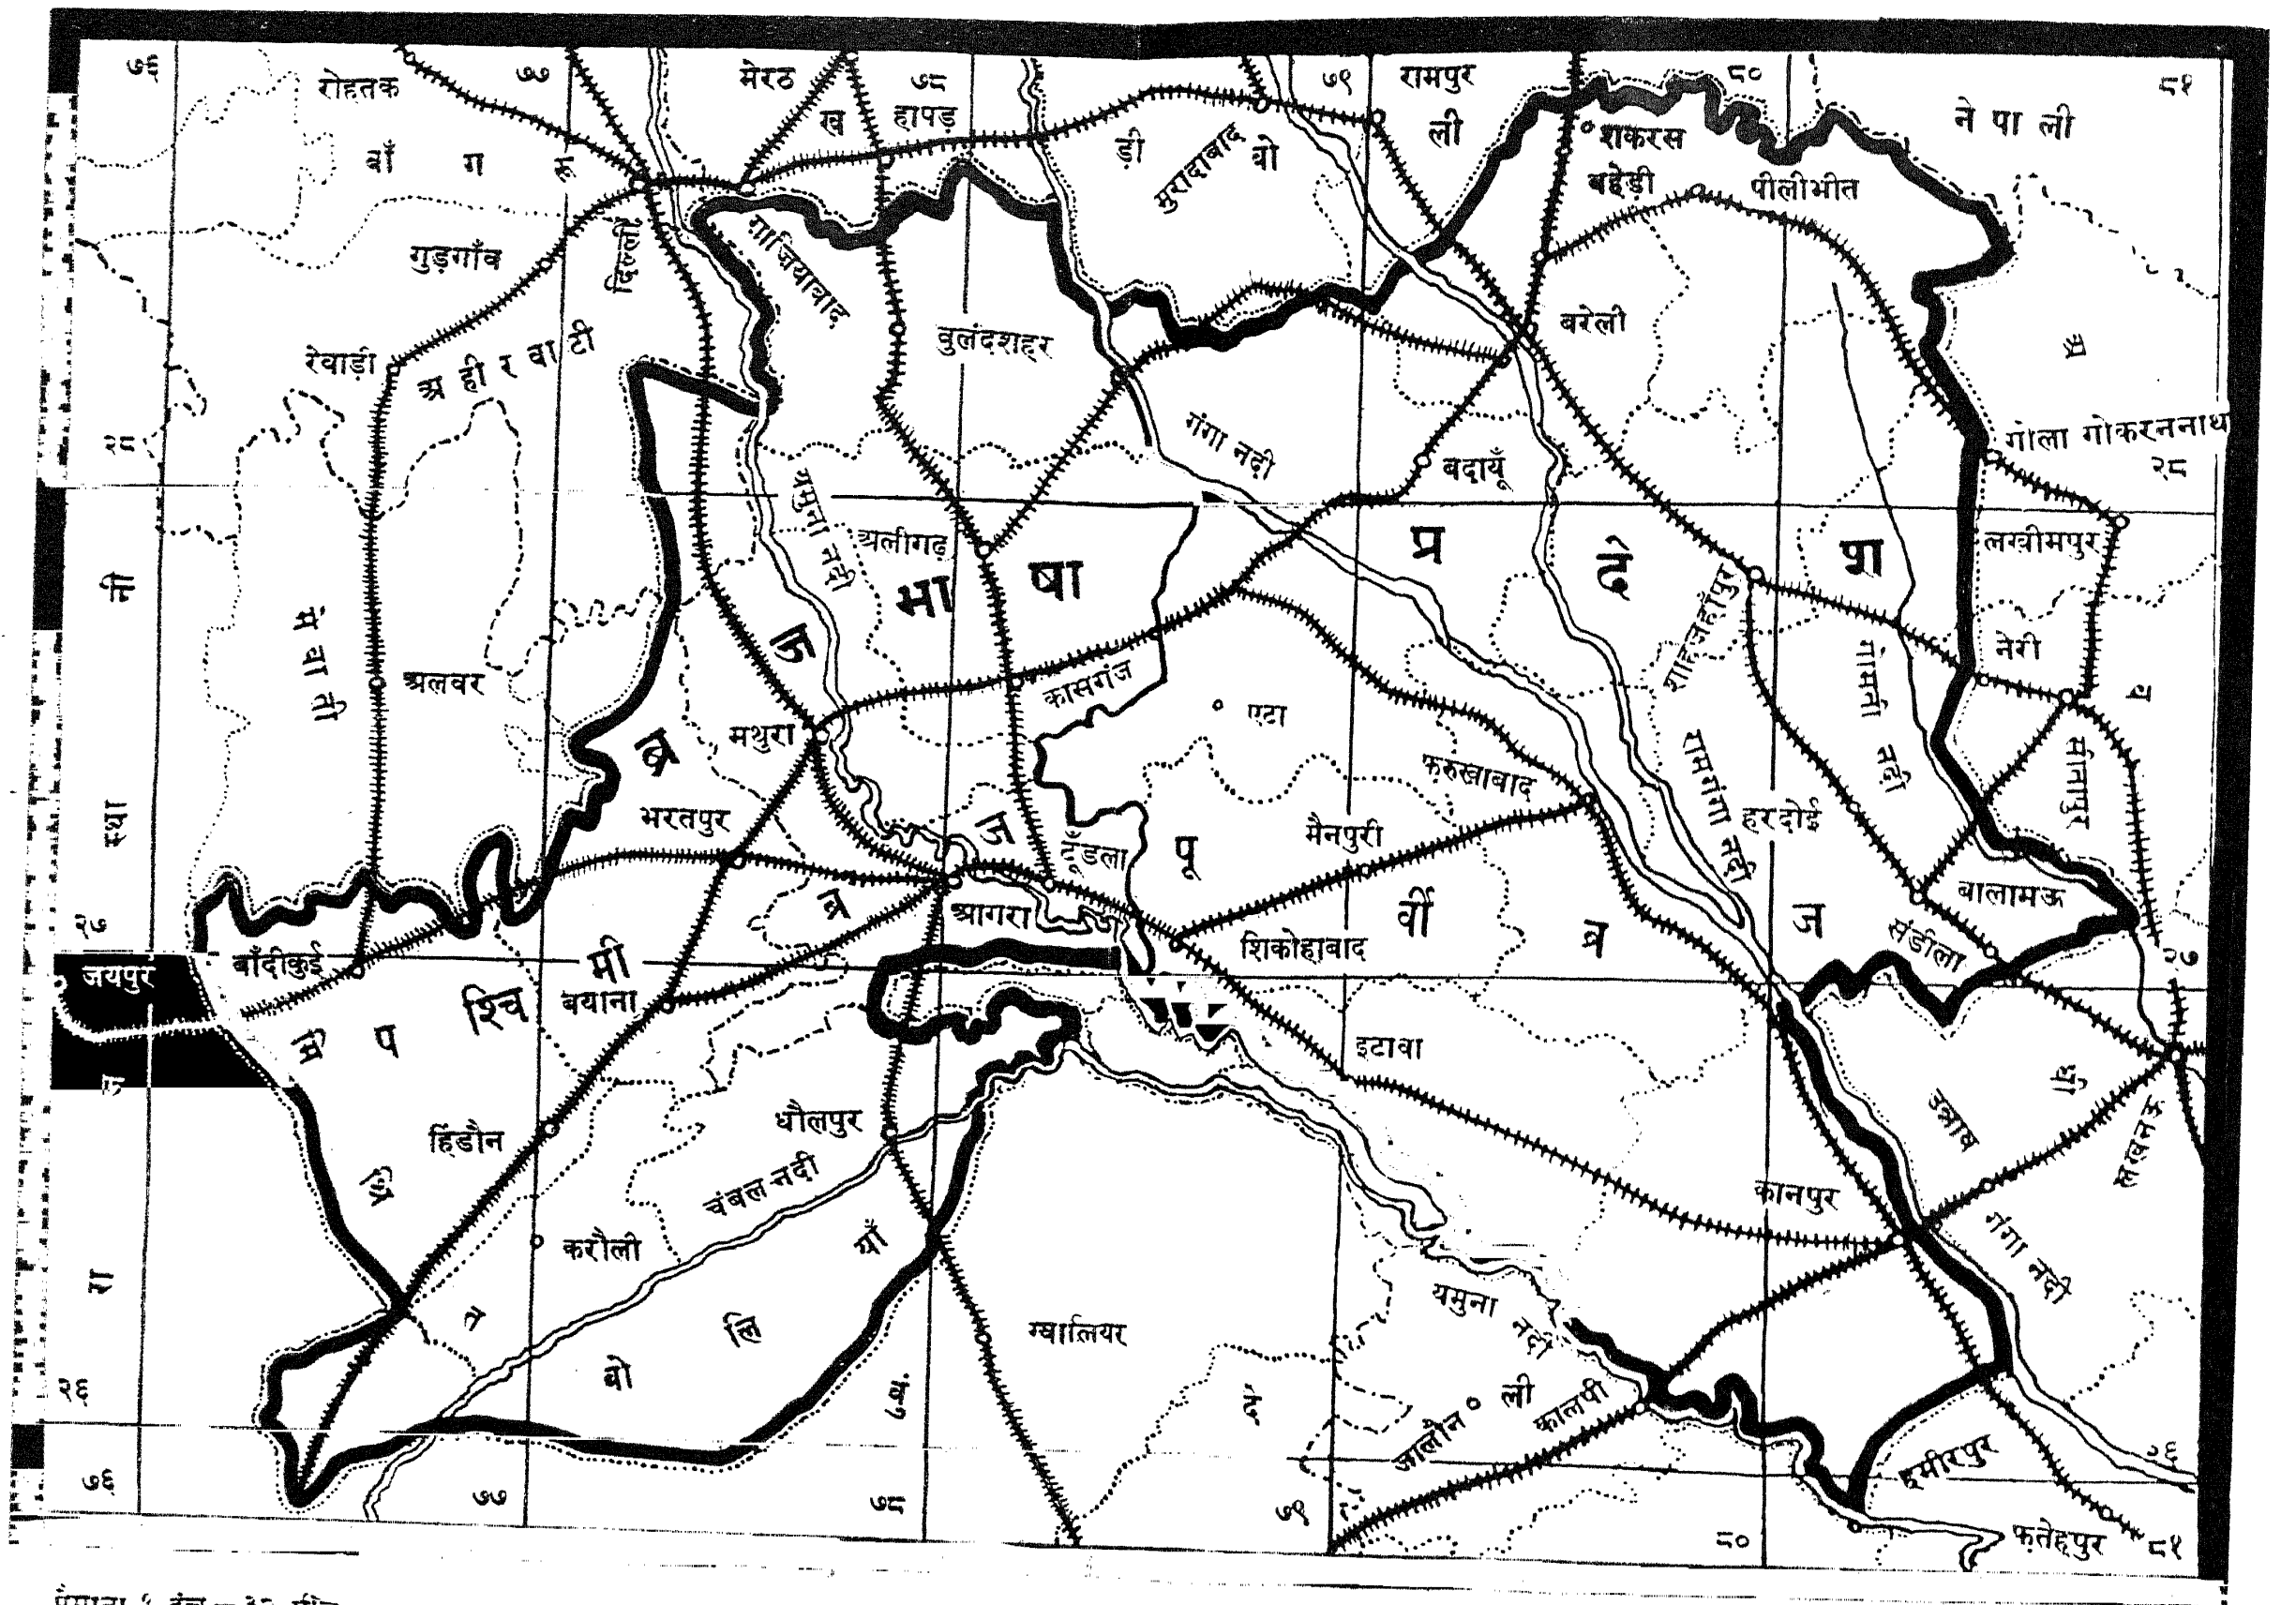 ७६
रोहतक
७७
मेरठ
७८
हापड़
७९
रामपुर
८०
८१
ने पा ली
ख
ड़ी
बो
ली
बाँ ग रू
मुरादाबाद
शकरस
बहेड़ी
पीलीभीत
गुड़गाँव
दिल्ली
ग़ाजियाबाद
रेवाड़ी
अ ही र वा टी
वुलंदशहर
बरेली
अ
गंगा नदी
बदायूँ
गोला गोकरननाथ
२८
यमुना नदी
अलीगढ़
ब्र ज भा षा प्र दे श
लखीमपुर
नी
मे वा ती
अलवर
शाहजहाँपुर
गोमती नदी
नेरी
व
कासगंज
एटा
मथुरा
फ़रुख़ाबाद
रामगंगा नदी
सीतापुर
स्था
भरतपुर
ब्र
ज
टूँडला
मैनपुरी
हरदोई
पू र्वी ब्र ज
बालामऊ
संडीला
२७
आगरा
शिकोहाबाद
२७
जयपुर
बाँदीकुई
प श्चि मी
बयाना
मि
ज
इटावा
धी
उन्नाव
लखनऊ
हिंडौन
धौलपुर
चंबल नदी
श्रि
त
कानपुर
करौली
गंगा नदी
रा
बो
लि
याँ
ग्वालियर
यमुना नदी
ली
जालौन
कालपी
२६
२६
हमीरपुर
७६
७७
७८
७९
८०
फ़तेहपुर
८१